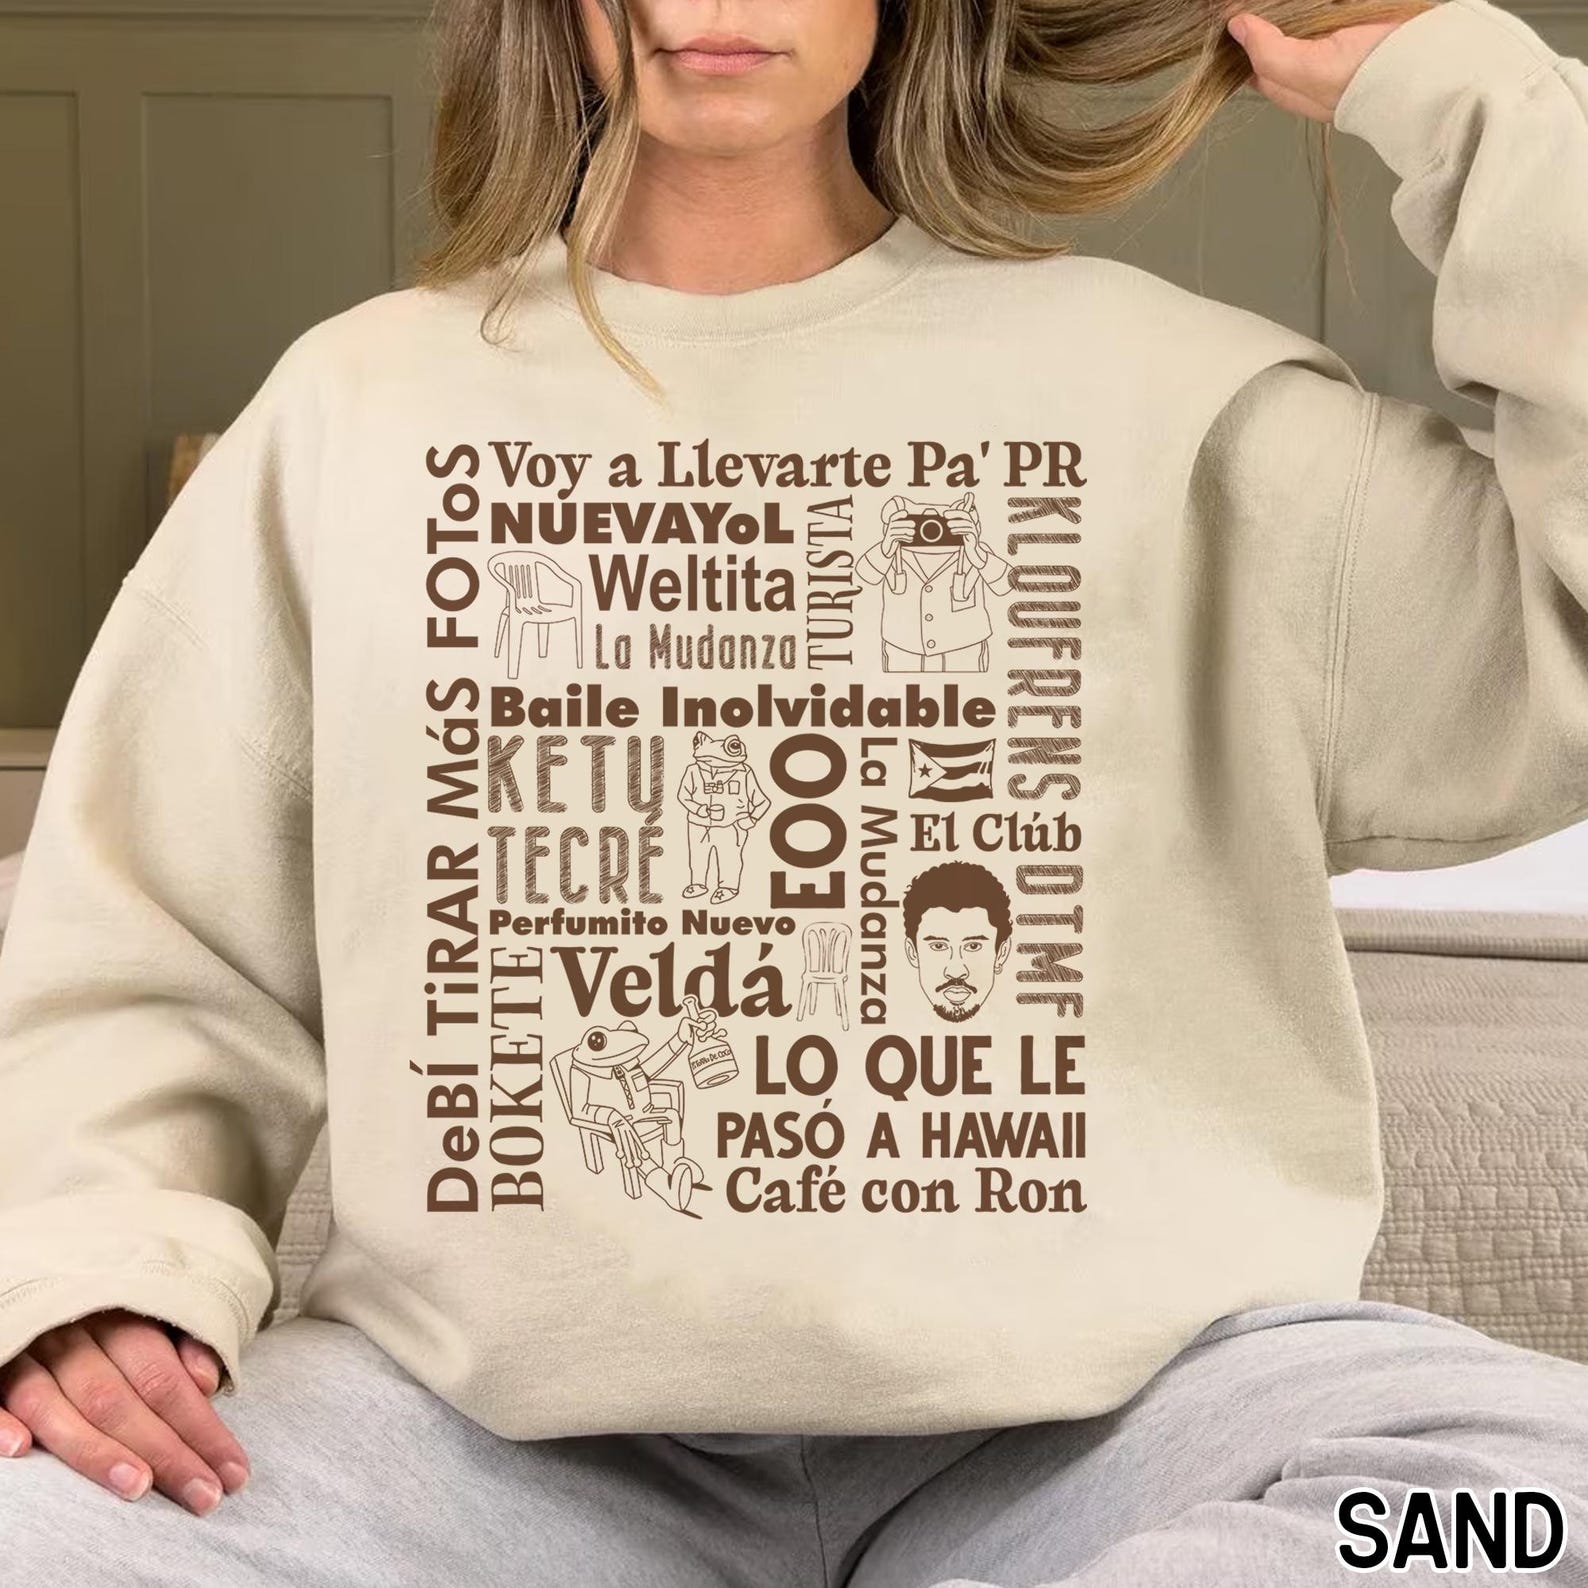 DeBÍ TiRAR MáS FOToS
Voy a Llevarte Pa' PR
NUEVAYoL
TURISTA
KLOUFRENS
Weltita
La Mudanza
Baile Inolvidable
KETU
TECRÉ
EOO
La Mudanza
El Clúb
DTMF
Perfumito Nuevo
BOKETE
Veldá
LO QUE LE
PASÓ A HAWAII
Café con Ron
SAND